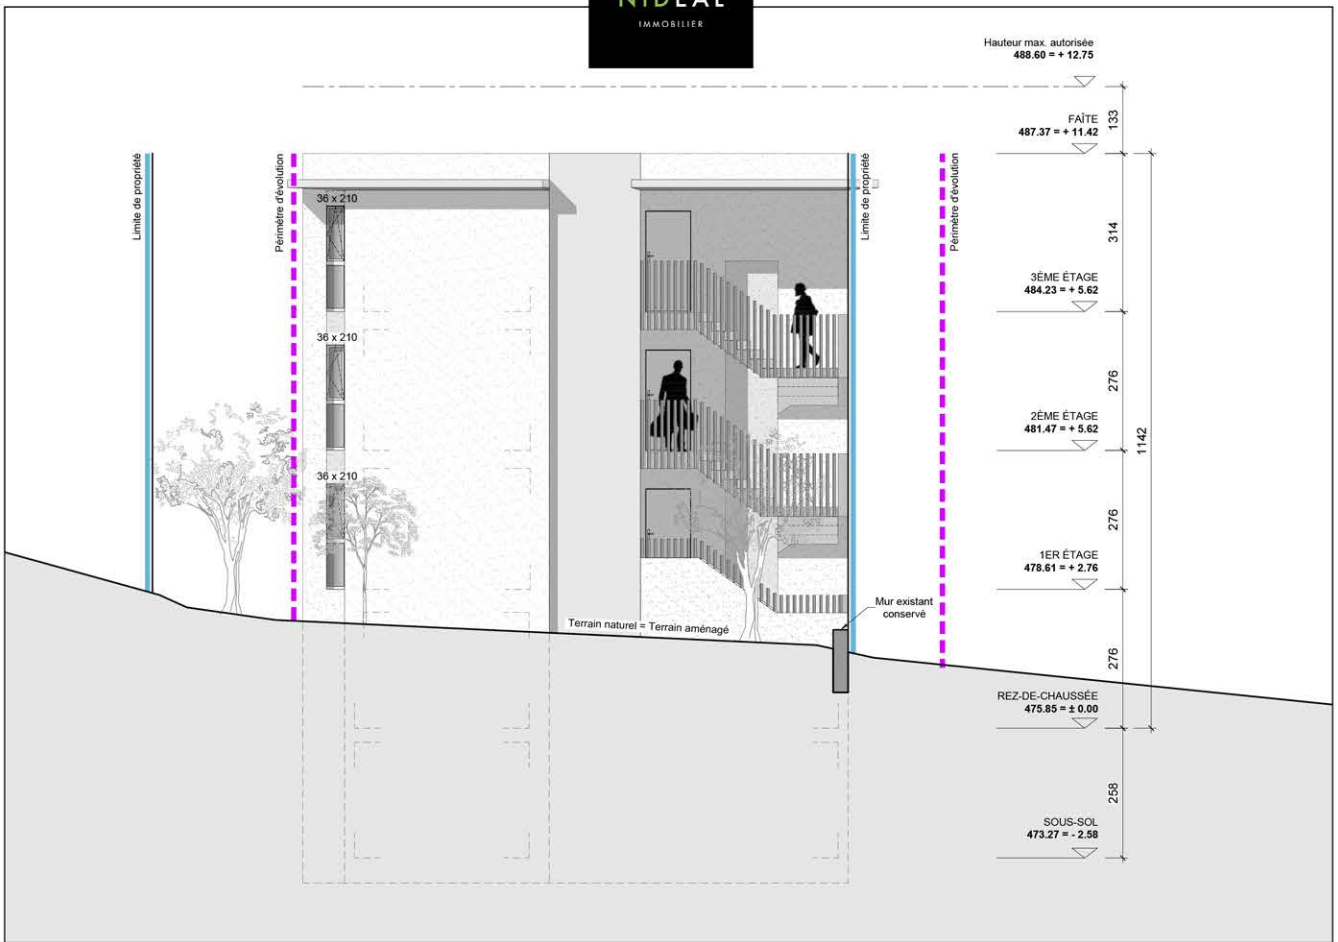 NIDÉAL
IMMOBILIER
Hauteur max. autorisée
488.60 = + 12.75
133
FAÎTE
487.37 = + 11.42
Limite de propriété
Périmètre d'évolution
Limite de propriété
Périmètre d'évolution
36 x 210
314
3ÈME ÉTAGE
484.23 = + 5.62
36 x 210
276
2ÈME ÉTAGE
481.47 = + 5.62
1142
36 x 210
276
1ER ÉTAGE
478.61 = + 2.76
Mur existant
conservé
Terrain naturel = Terrain aménagé
276
REZ-DE-CHAUSSÉE
475.85 = ± 0.00
258
SOUS-SOL
473.27 = - 2.58